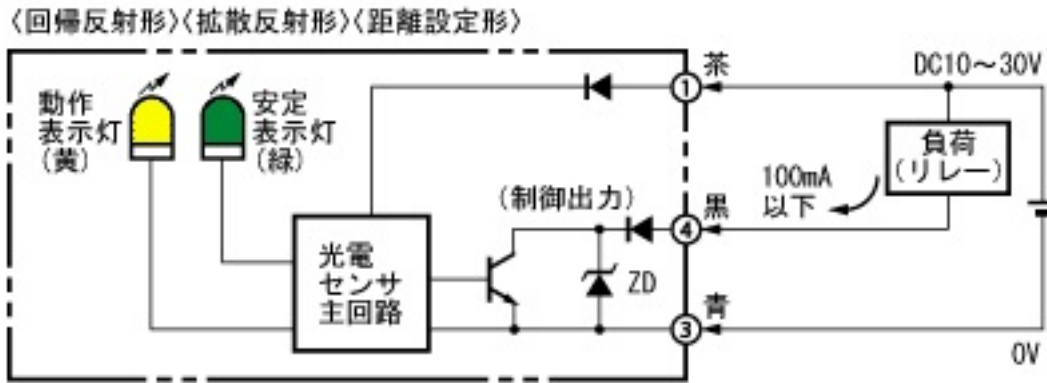 〈回帰反射形〉〈拡散反射形〉〈距離設定形〉
動作
表示灯
(黄)
安定
表示灯
(緑)
光電
センサ
主回路
(制御出力)
ZD
①
茶
④
黒
③
青
100mA
以下
DC10～30V
負荷
(リレー)
0V